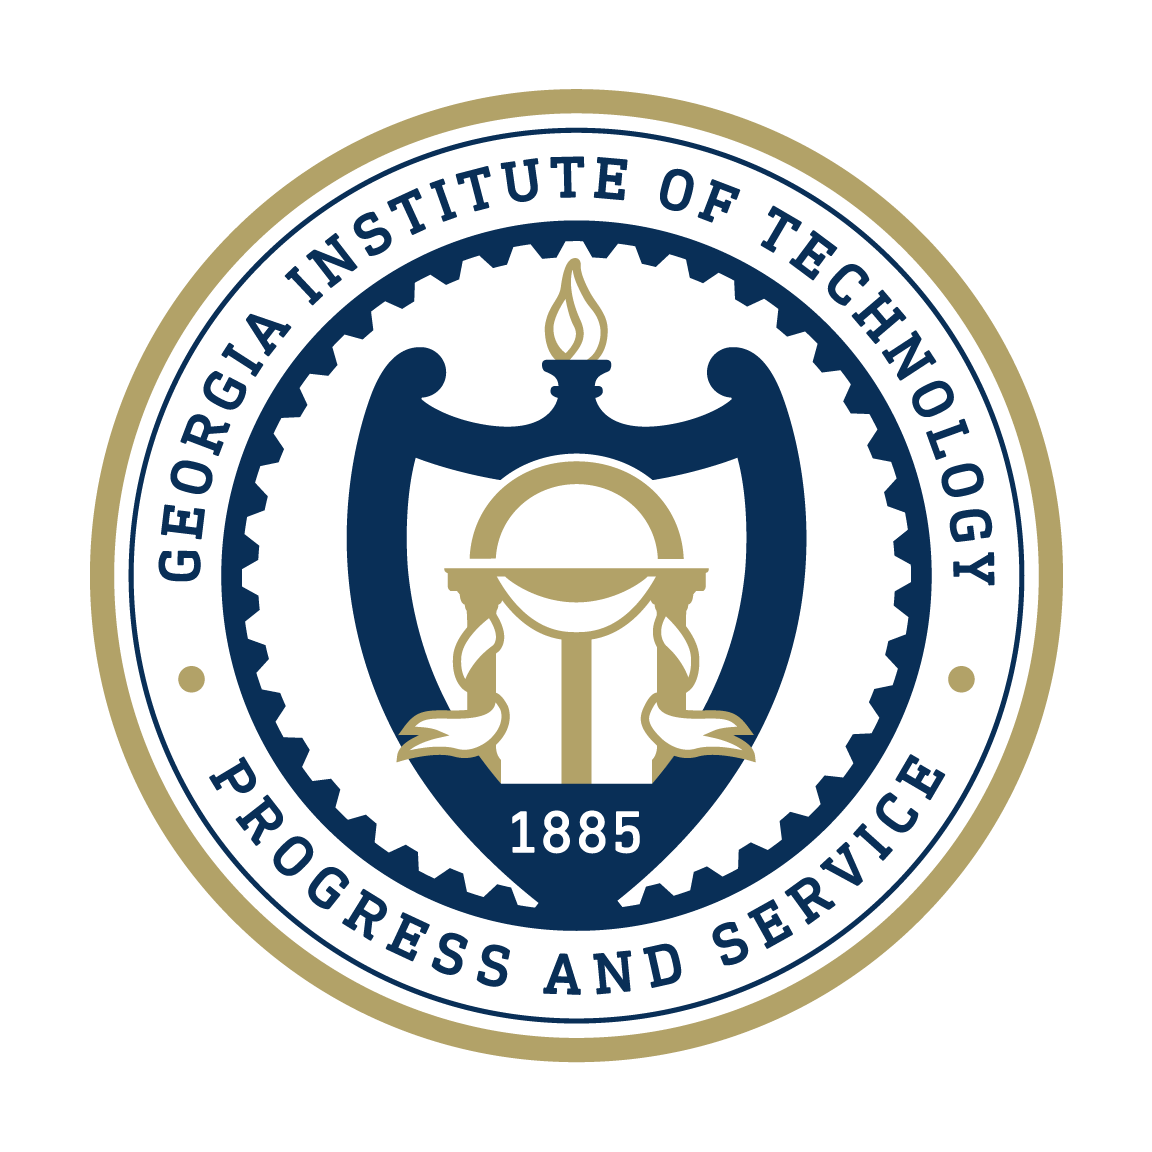 GEORGIA INSTITUTE OF TECHNOLOGY
1885
PROGRESS AND SERVICE